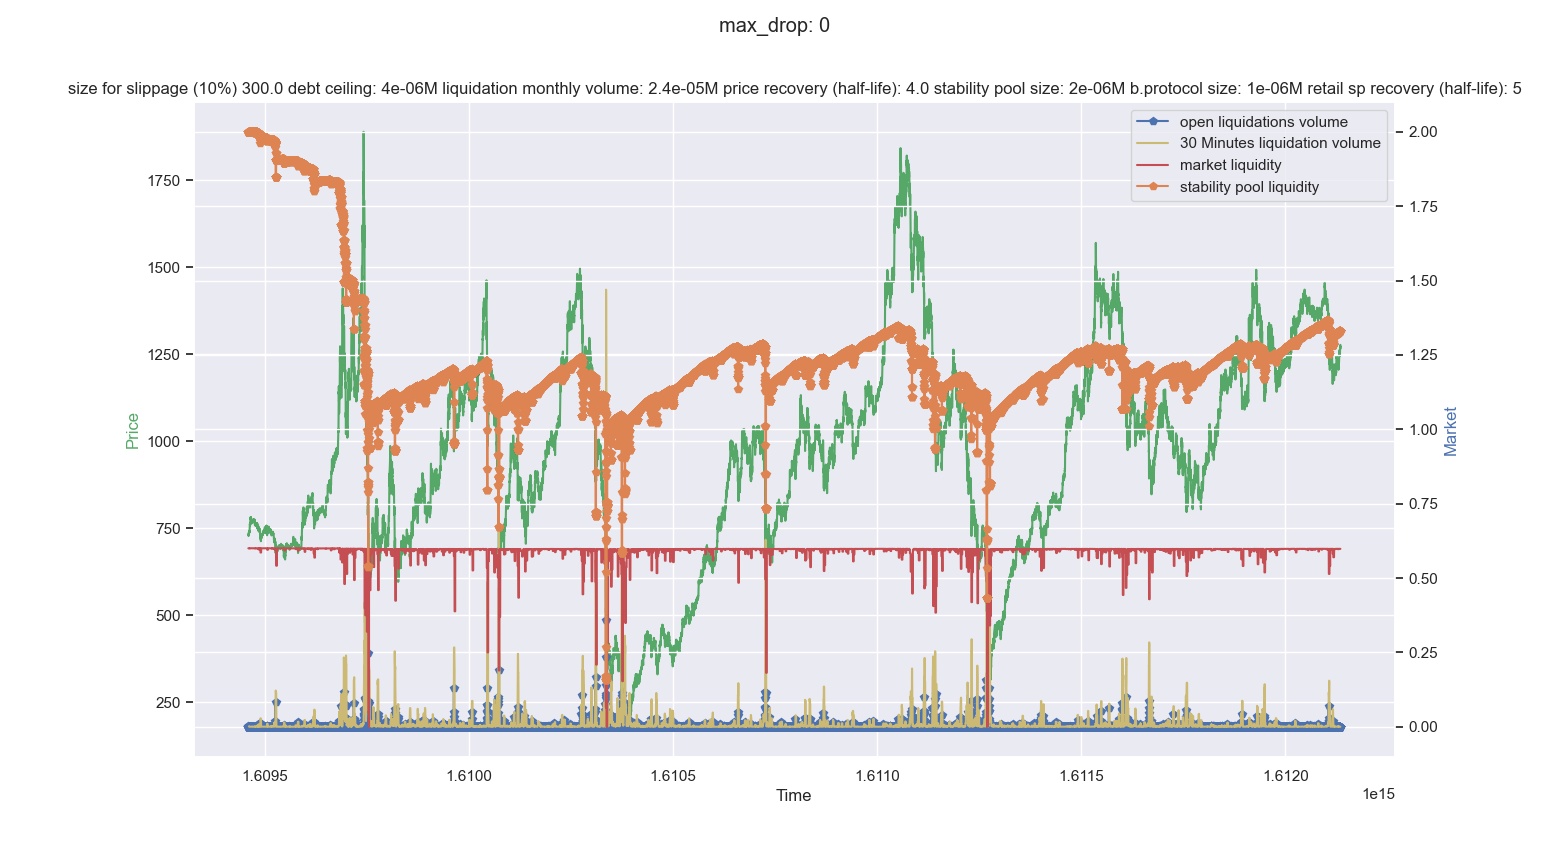 max_drop: 0
size for slippage (10%) 300.0 debt ceiling: 4e-06M liquidation monthly volume: 2.4e-05M price recovery (half-life): 4.0 stability pool size: 2e-06M b.protocol size: 1e-06M retail sp recovery (half-life): 5
open liquidations volume
30 Minutes liquidation volume
market liquidity
stability pool liquidity
1750
1500
1250
1000
750
500
250
Price
2.00
1.75
1.50
1.25
1.00
0.75
0.50
0.25
0.00
Market
1.6095
1.6100
1.6105
1.6110
1.6115
1.6120
Time
1e15